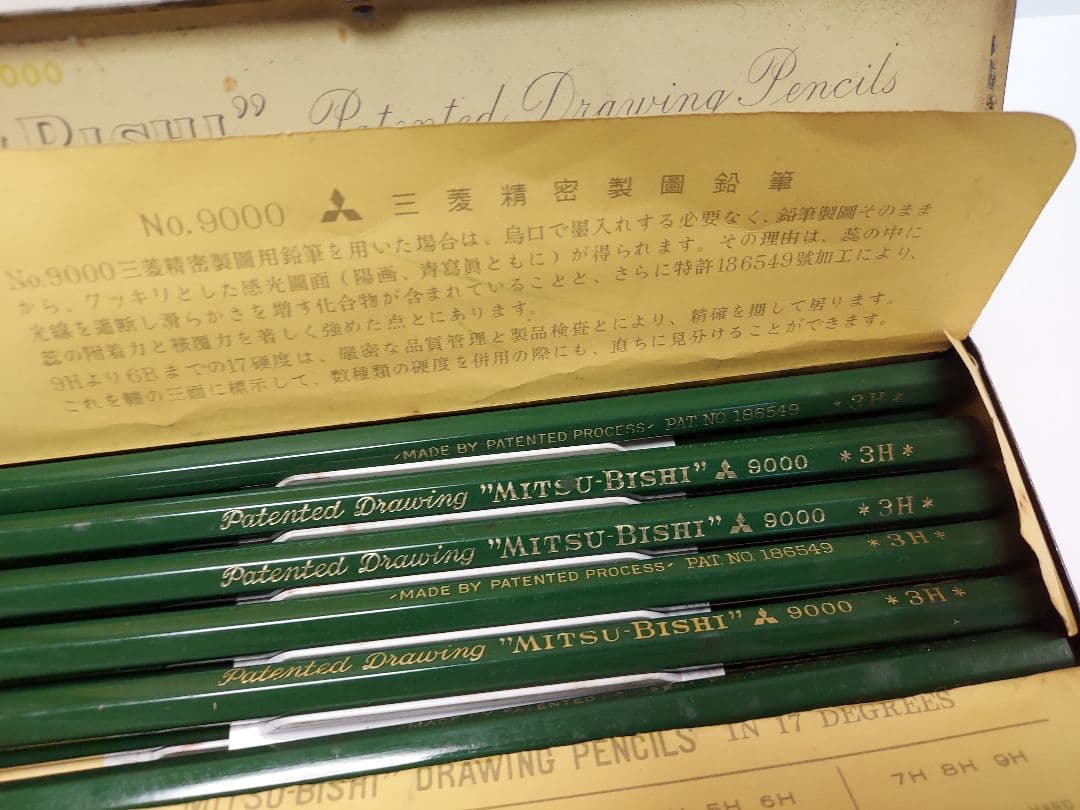 000
BISHI" Patented Drawing Pencils
No.9000 三菱精密製圖鉛筆
No.9000三菱精密製圖用鉛筆を用いた場合は、烏口で墨入れする必要なく、鉛筆製圖そのまま
から、クッキリとした感光圖面（陽画、青寫眞ともに）が得られます。その理由は、蕊の中に
光線を遮断し滑らかさを増す化合物が含まれていることと、さらに特許186549號加工により、
蕊の附着力と被覆力を著しく強めた点とにあります。
9Hより6Bまでの17硬度は、厳密な品質管理と製品検査とにより、精確を期して居ります。
これを軸の三面に標示して、数種類の硬度を併用の際にも、直ちに見分けることができます。
MADE BY PATENTED PROCESS PAT. NO 186549 *3H*
Patented Drawing "MITSU-BISHI" 9000 *3H*
Patented Drawing "MITSU-BISHI" 9000 *3H*
MADE BY PATENTED PROCESS PAT. NO. 186549 *3H*
Patented Drawing "MITSU-BISHI" 9000 *3H*
MADE BY PATENTED
"MITSU-BISHI" DRAWING PENCILS IN 17 DEGREES
5H 6H 7H 8H 9H